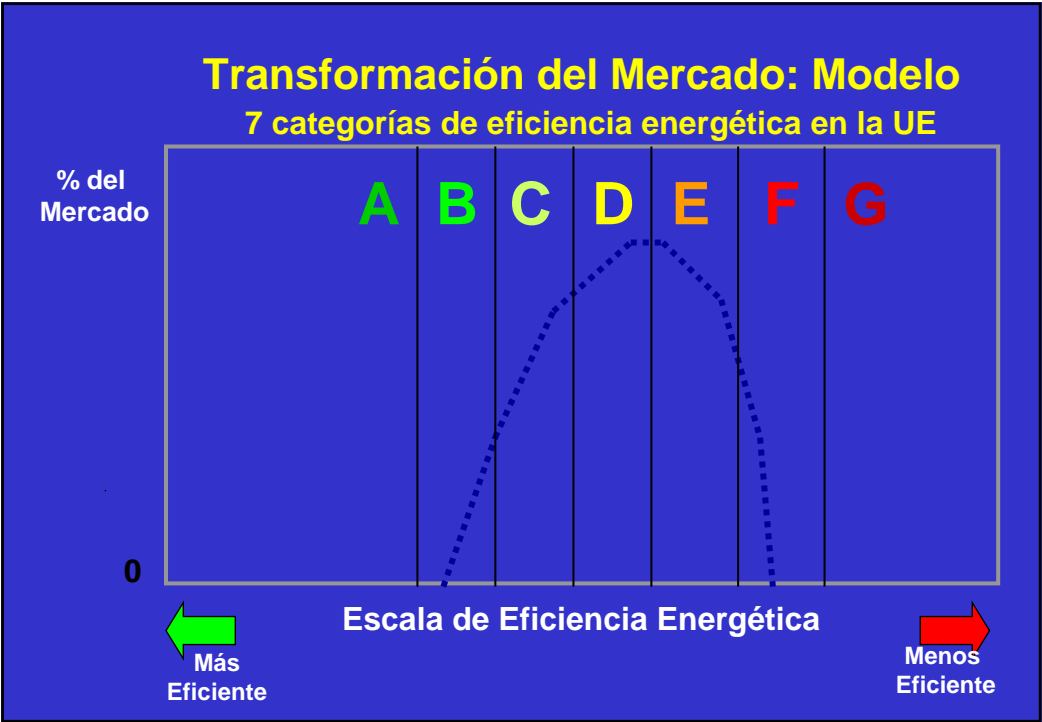 Transformación del Mercado: Modelo
7 categorías de eficiencia energética en la UE
% del
Mercado
A B C D E F G
0
Escala de Eficiencia Energética
Más
Eficiente
Menos
Eficiente